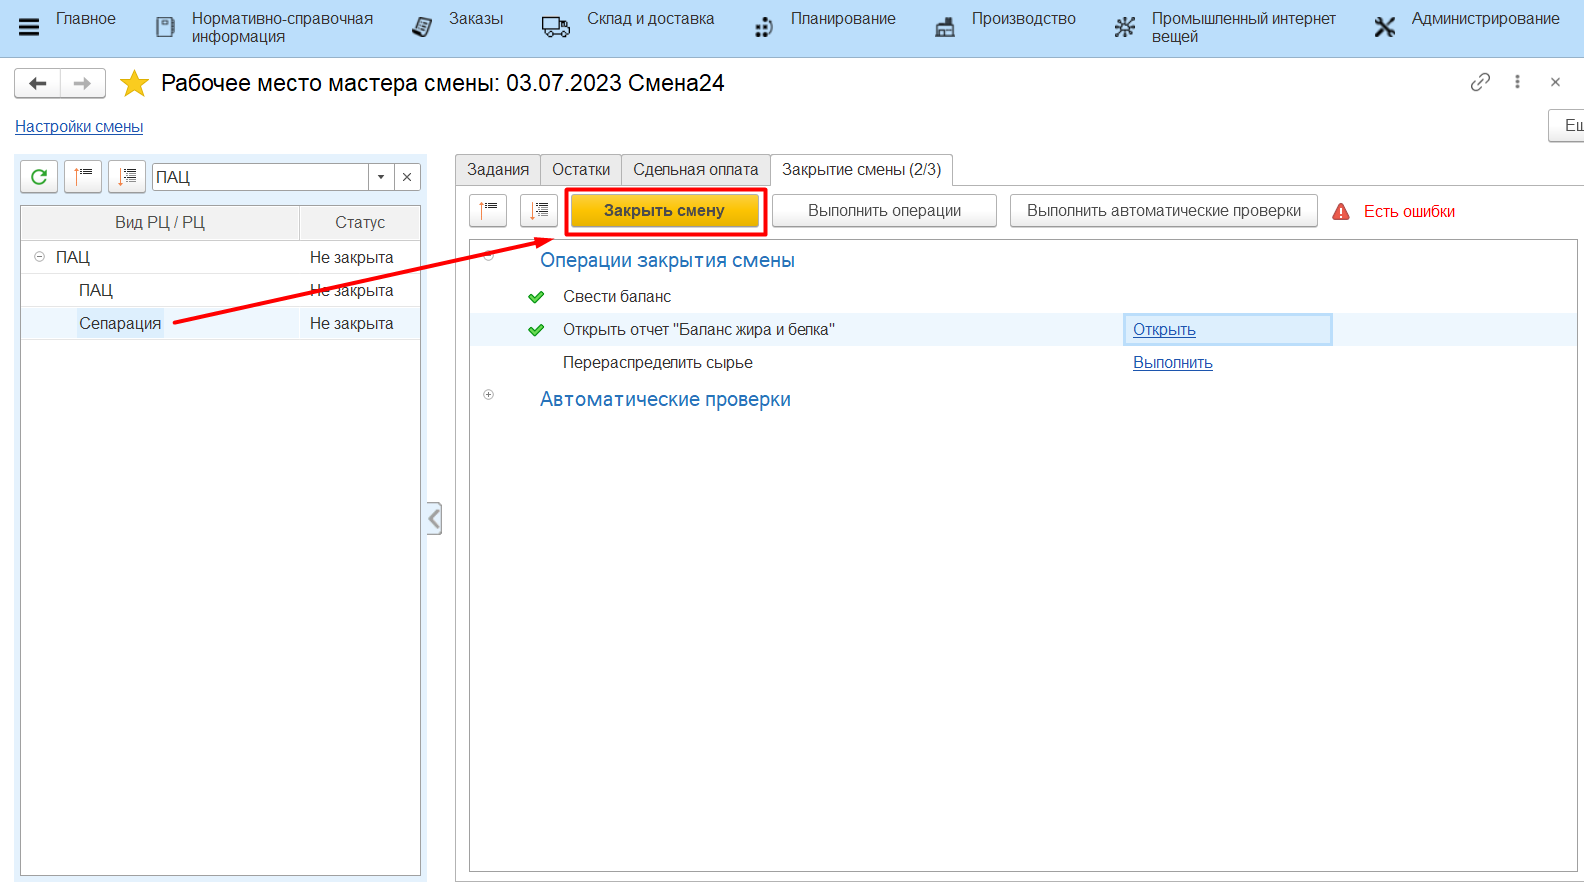 Главное
Нормативно-справочная
информация
Заказы
Склад и доставка
Планирование
Производство
Промышленный интернет
вещей
Администрирование
Рабочее место мастера смены: 03.07.2023 Смена24
Настройки смены
Ещ
ПАЦ
Вид РЦ / РЦ
Статус
ПАЦ
Не закрыта
ПАЦ
Не закрыта
Сепарация
Не закрыта
Задания
Остатки
Сдельная оплата
Закрытие смены (2/3)
Закрыть смену
Выполнить операции
Выполнить автоматические проверки
Есть ошибки
Операции закрытия смены
Свести баланс
Открыть отчет "Баланс жира и белка"
Открыть
Перераспределить сырье
Выполнить
Автоматические проверки